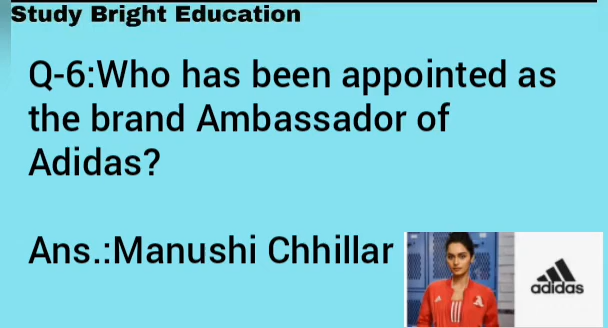 Study Bright Education
Q-6:Who has been appointed as
the brand Ambassador of
Adidas?
Ans.:Manushi Chhillar
adidas